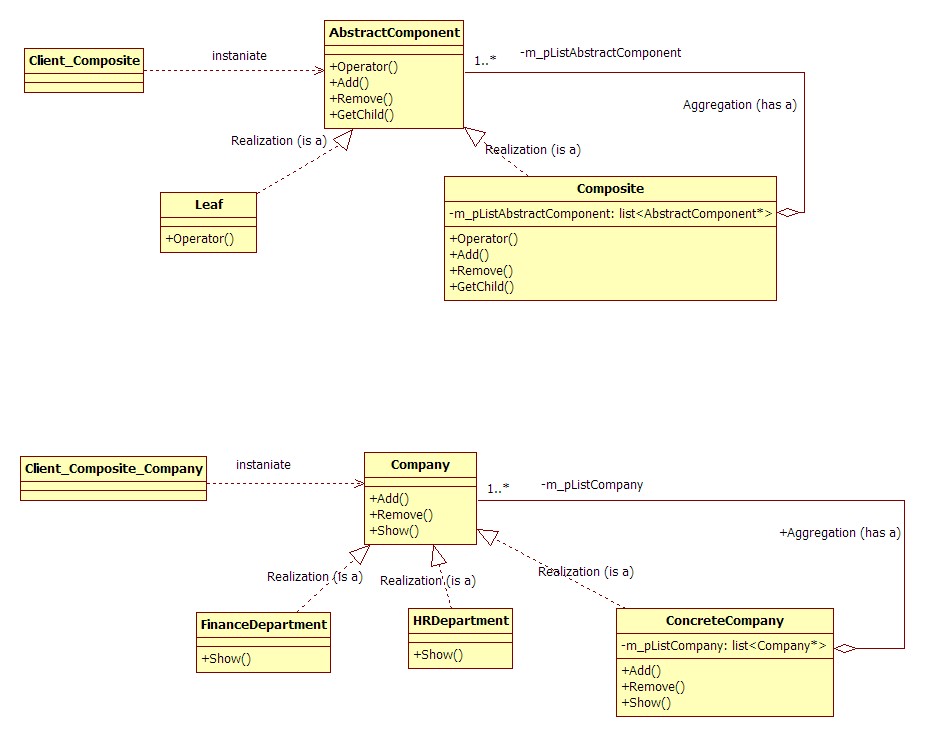 AbstractComponent
+Operator()
+Add()
+Remove()
+GetChild()
Client_Composite
instaniate
1..*
-m_pListAbstractComponent
Aggregation (has a)
Realization (is a)
Realization (is a)
Leaf
+Operator()
Composite
-m_pListAbstractComponent: list<AbstractComponent*>
+Operator()
+Add()
+Remove()
+GetChild()
Client_Composite_Company
instaniate
Company
+Add()
+Remove()
+Show()
1..*
-m_pListCompany
+Aggregation (has a)
Realization (is a)
Realization (is a)
Realization (is a)
FinanceDepartment
+Show()
HRDepartment
+Show()
ConcreteCompany
-m_pListCompany: list<Company*>
+Add()
+Remove()
+Show()